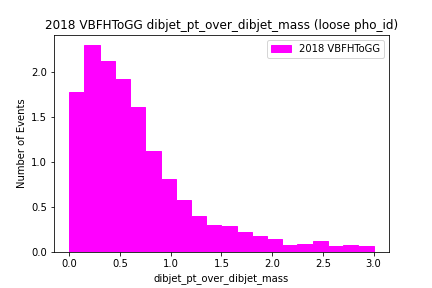 2018 VBFHToGG dibjet_pt_over_dibjet_mass (loose pho_id)
2018 VBFHToGG
Number of Events
2.0
1.5
1.0
0.5
0.0
0.0 0.5 1.0 1.5 2.0 2.5 3.0
dibjet_pt_over_dibjet_mass